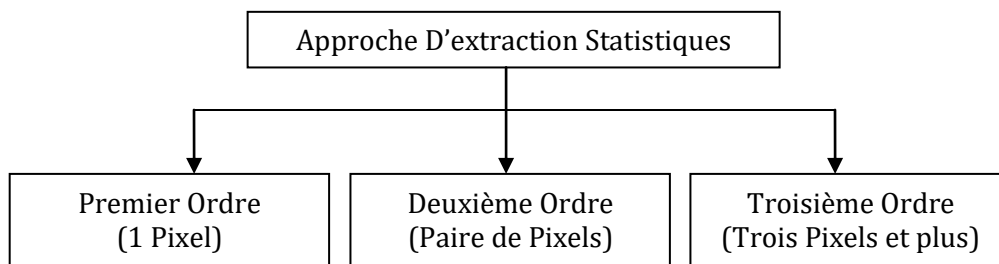 Approche D’extraction Statistiques
Premier Ordre
(1 Pixel)
Deuxième Ordre
(Paire de Pixels)
Troisième Ordre
(Trois Pixels et plus)